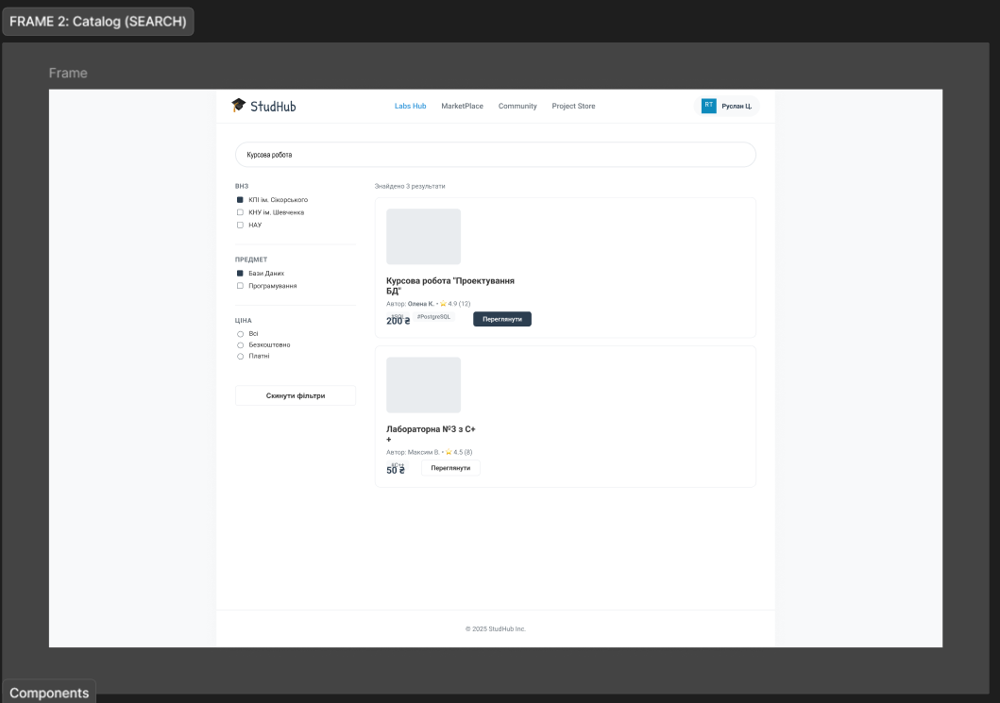 FRAME 2: Catalog (SEARCH)
Frame
StudHub
Labs Hub
MarketPlace
Community
Project Store
RT
Руслан Ц.
Курсова робота
ВНЗ
КПІ ім. Сікорського
КНУ ім. Шевченка
НАУ
ПРЕДМЕТ
Бази Даних
Програмування
ЦІНА
Всі
Безкоштовно
Платні
Скинути фільтри
Знайдено 3 результати
Курсова робота "Проектування
БД"
Автор: Олена К. • ⭐ 4.9 (12)
#SQL
#PostgreSQL
200 ₴
Переглянути
Лабораторна №3 з C+
+
Автор: Максим В. • ⭐ 4.5 (8)
#C++
50 ₴
Переглянути
© 2025 StudHub Inc.
Components